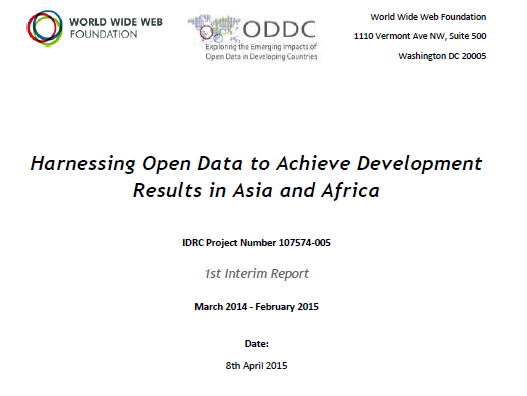 WORLD WIDE WEB
FOUNDATION
ODDC
Exploring the Emerging Impacts of
Open Data in Developing Countries
World Wide Web Foundation
1110 Vermont Ave NW, Suite 500
Washington DC 20005
Harnessing Open Data to Achieve Development
Results in Asia and Africa
IDRC Project Number 107574-005
1st Interim Report
March 2014 - February 2015
Date:
8th April 2015